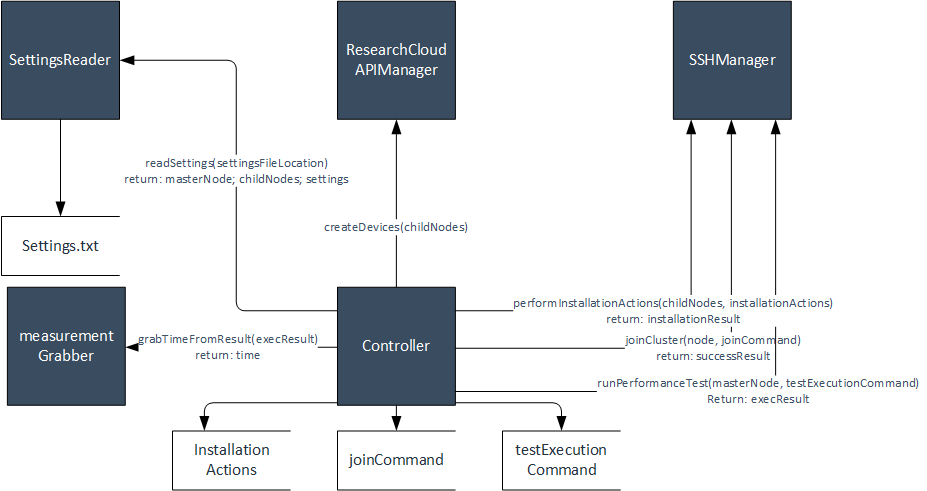 SettingsReader
ResearchCloud
APIManager
SSHManager
readSettings(settingsFileLocation)
return: masterNode; childNodes; settings
createDevices(childNodes)
Settings.txt
performInstallationActions(childNodes, installationActions)
return: installationResult
measurement
Grabber
grabTimeFromResult(execResult)
return: time
Controller
joinCluster(node, joinCommand)
return: successResult
runPerformanceTest(masterNode, testExecutionCommand)
Return: execResult
Installation
Actions
joinCommand
testExecution
Command